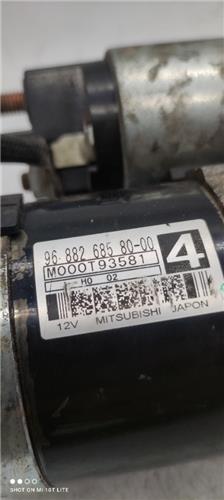 96 882 685 80-00
M000T93581
H0 02
4
12V MITSUBISHI JAPON
SHOT ON MI 10T LITE